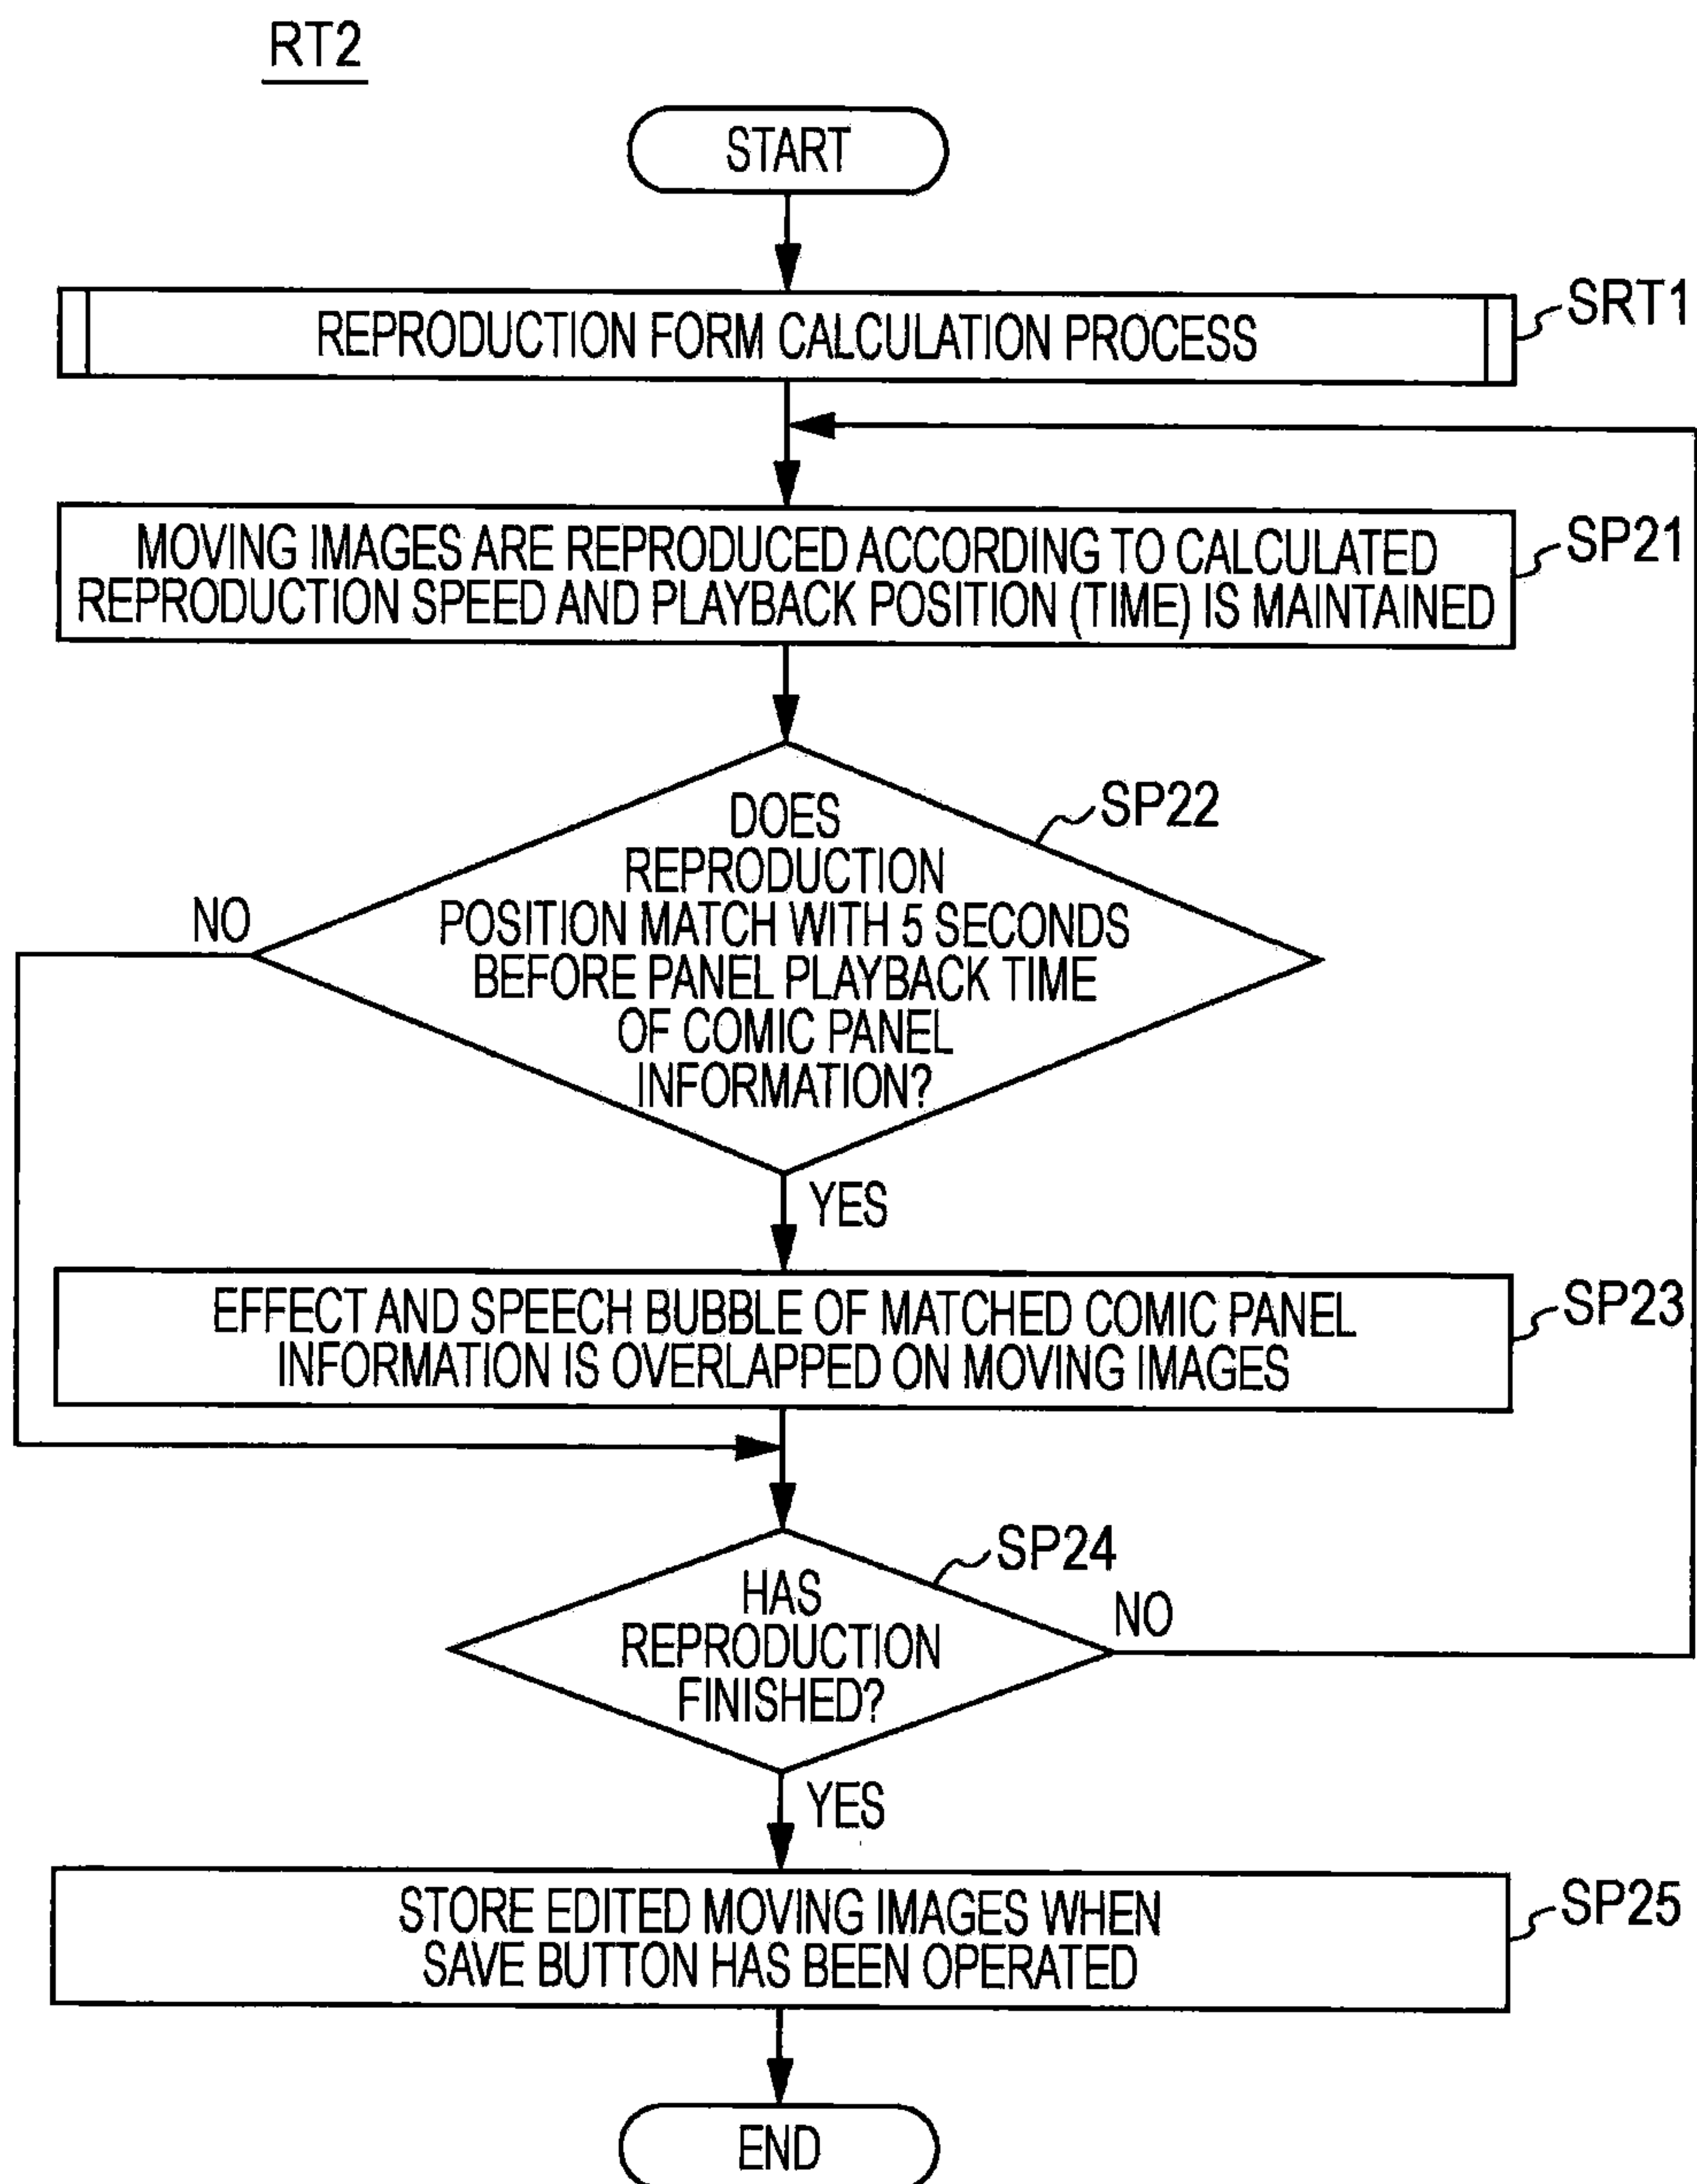 RT2
START
REPRODUCTION FORM CALCULATION PROCESS
SRT1
MOVING IMAGES ARE REPRODUCED ACCORDING TO CALCULATED
REPRODUCTION SPEED AND PLAYBACK POSITION (TIME) IS MAINTAINED
SP21
DOES
REPRODUCTION
POSITION MATCH WITH 5 SECONDS
BEFORE PANEL PLAYBACK TIME
OF COMIC PANEL
INFORMATION?
SP22
NO
YES
EFFECT AND SPEECH BUBBLE OF MATCHED COMIC PANEL
INFORMATION IS OVERLAPPED ON MOVING IMAGES
SP23
HAS
REPRODUCTION
FINISHED?
SP24
NO
YES
STORE EDITED MOVING IMAGES WHEN
SAVE BUTTON HAS BEEN OPERATED
SP25
END